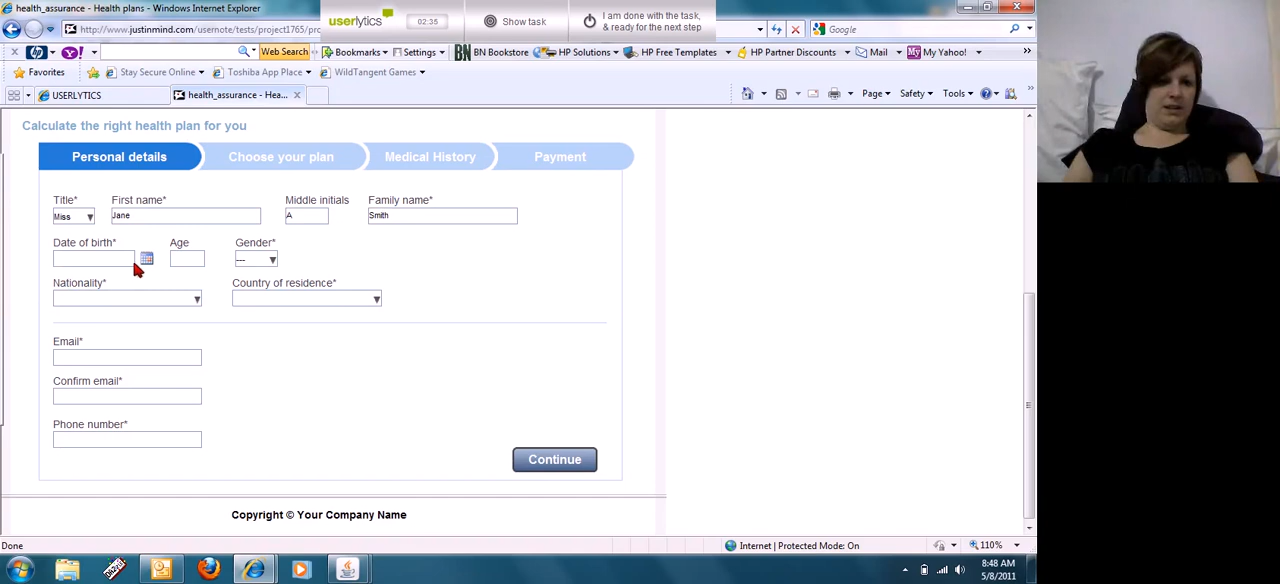 health_assurance - Health plans - Windows Internet Explorer
userlytics
02:35
Show task
I am done with the task,
& ready for the next step
http://www.justinmind.com/usernote/tests/project1765/pro
Google
Web Search
Bookmarks
Settings
BN
BN Bookstore
HP Solutions
HP Free Templates
HP Partner Discounts
Mail
My Yahoo!
Favorites
Stay Secure Online
Toshiba App Place
WildTangent Games
USERLYTICS
health_assurance - Hea...
Page
Safety
Tools
Calculate the right health plan for you
Personal details
Choose your plan
Medical History
Payment
Title*
First name*
Middle initials
Family name*
Miss
Jane
A
Smith
Date of birth*
Age
Gender*
---
Nationality*
Country of residence*
Email*
Confirm email*
Phone number*
Continue
Copyright © Your Company Name
Done
Internet | Protected Mode: On
110%
8:48 AM
5/8/2011